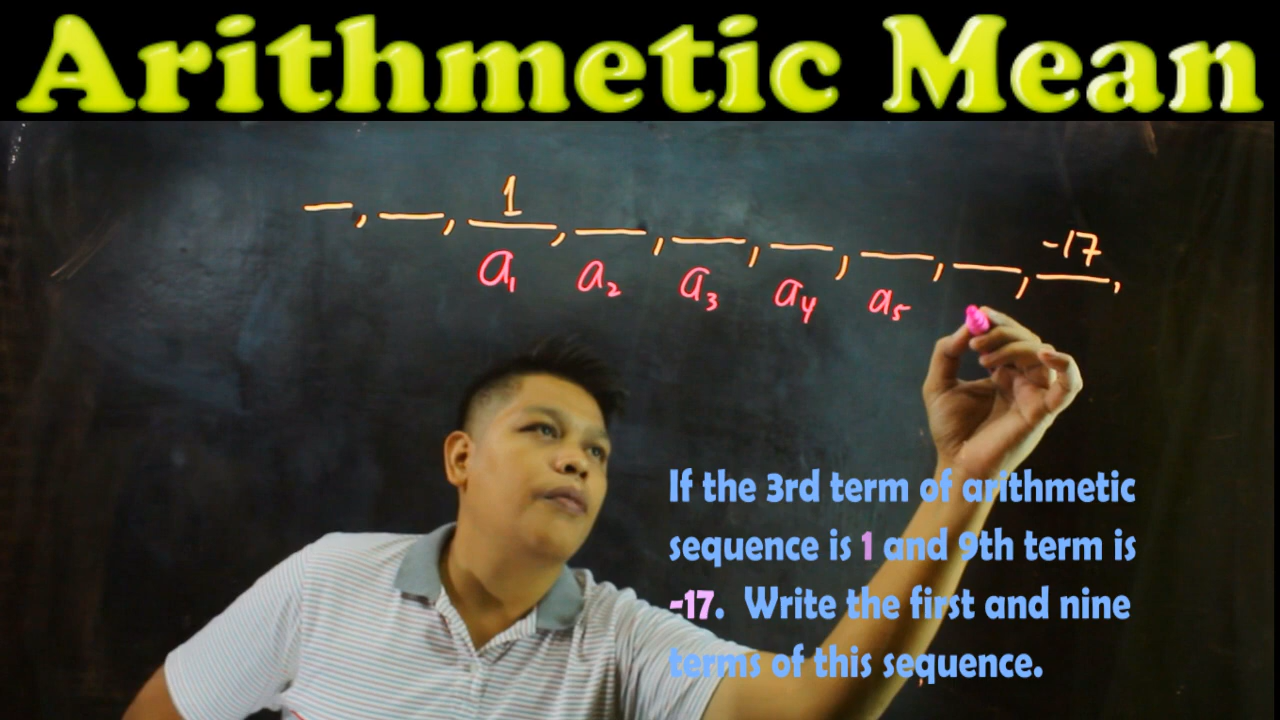 Arithmetic Mean
_, _, 1, _, _, _, _, _, -17,
a₁ a₂ a₃ a₄ a₅
If the 3rd term of arithmetic
sequence is 1 and 9th term is
-17. Write the first and nine
terms of this sequence.